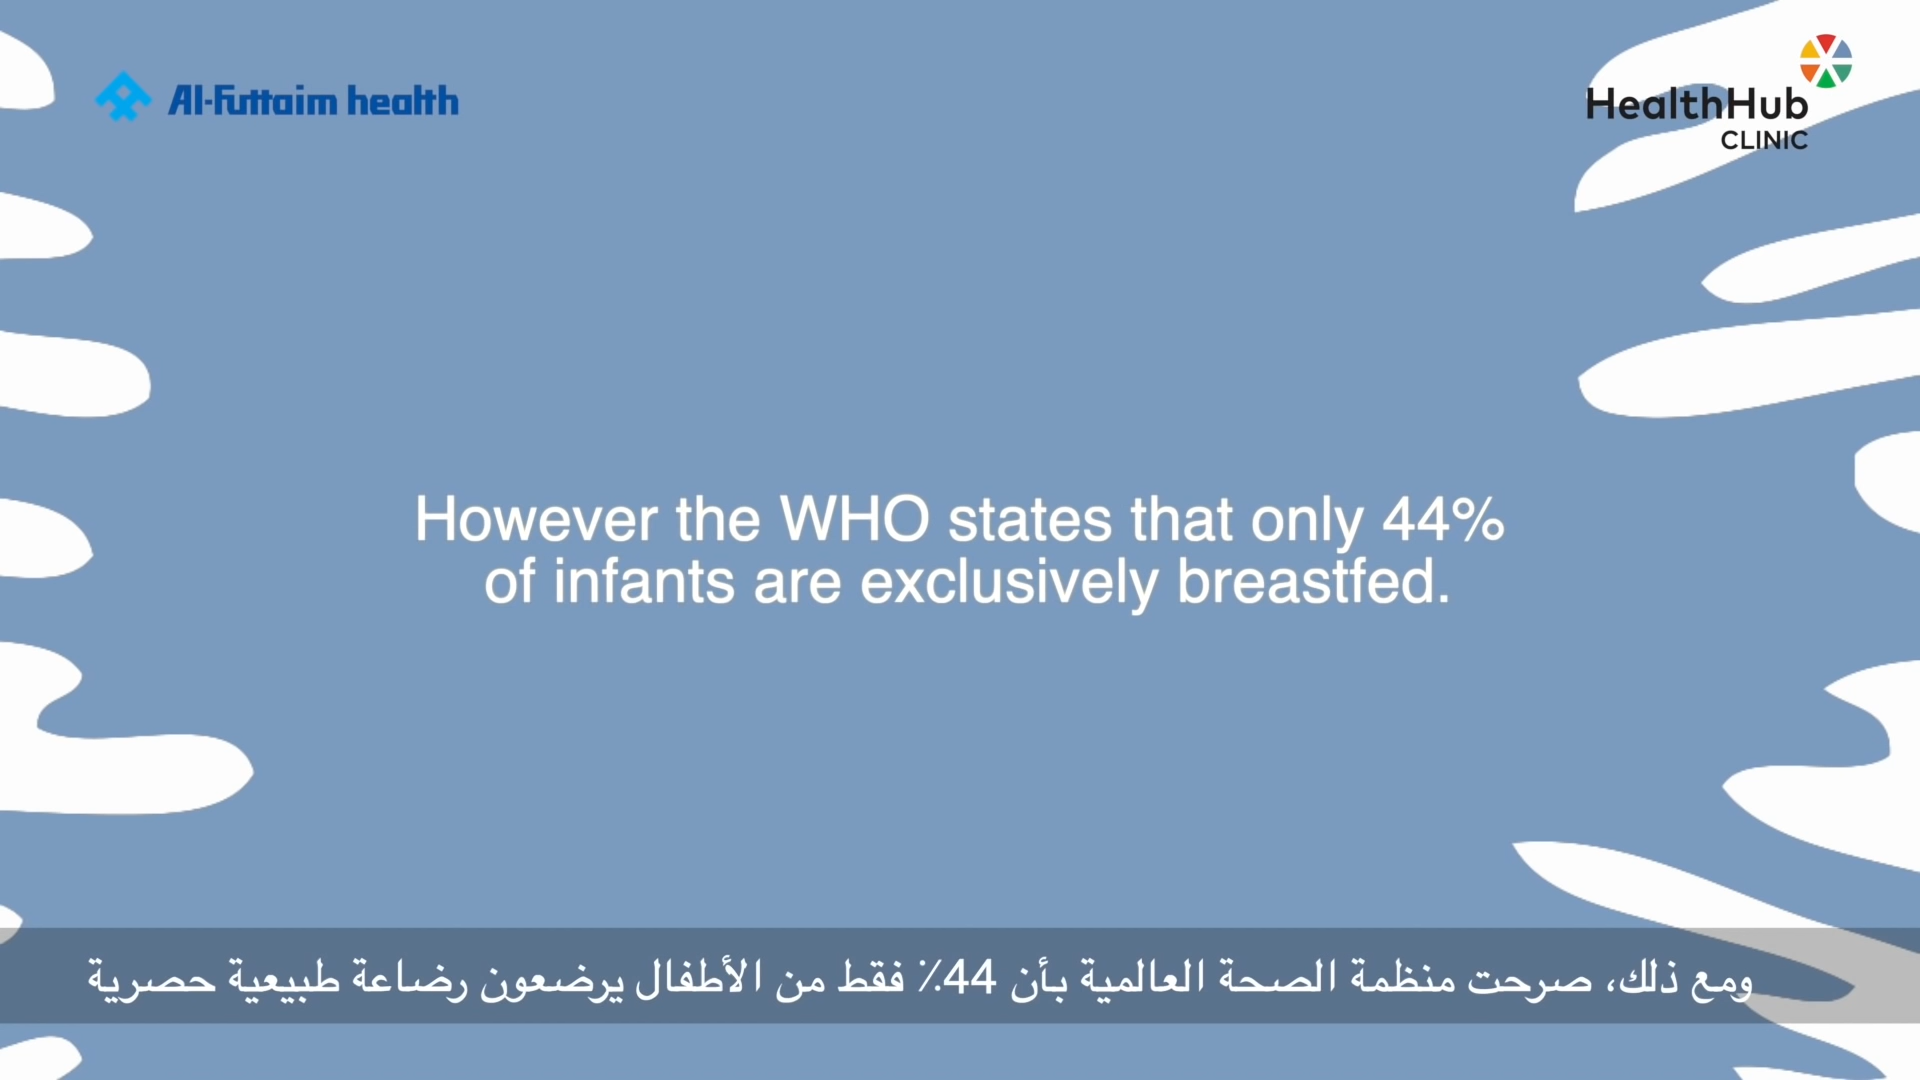 Al-Futtaim health
HealthHub
CLINIC
However the WHO states that only 44%
of infants are exclusively breastfed.
ومع ذلك، صرحت منظمة الصحة العالمية بأن 44٪ فقط من الأطفال يرضعون رضاعة طبيعية حصرية